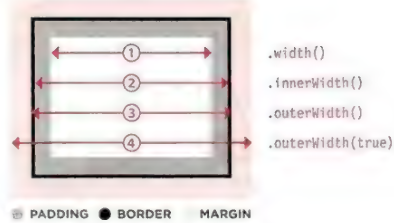 1 .width()
2 .innerWidth()
3 .outerWidth()
4 .outerWidth(true)
PADDING BORDER MARGIN